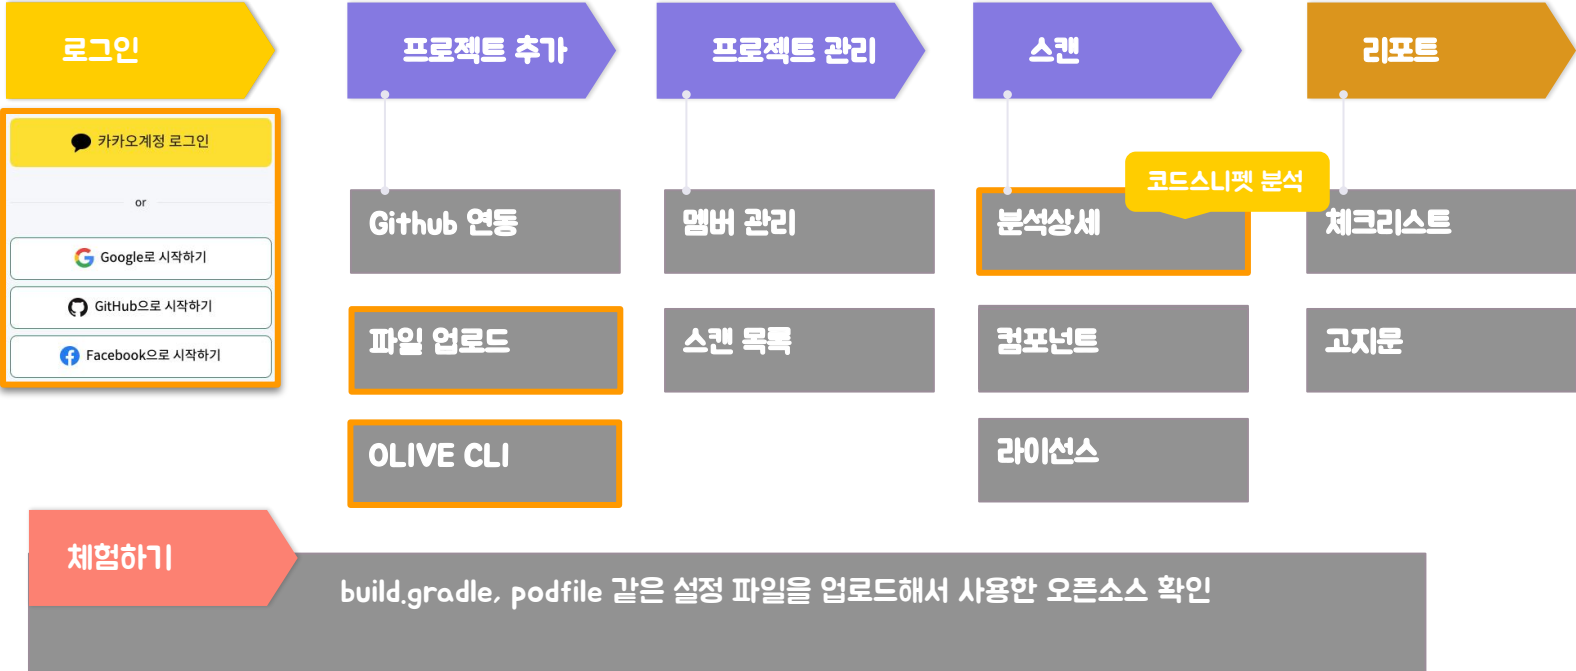 로그인
프로젝트 추가
프로젝트 관리
스캔
리포트
카카오계정 로그인
or
Google로 시작하기
GitHub으로 시작하기
Facebook으로 시작하기
Github 연동
파일 업로드
OLIVE CLI
멤버 관리
스캔 목록
코드스니펫 분석
분석상세
컴포넌트
라이선스
체크리스트
고지문
체험하기
build.gradle, podfile 같은 설정 파일을 업로드해서 사용한 오픈소스 확인